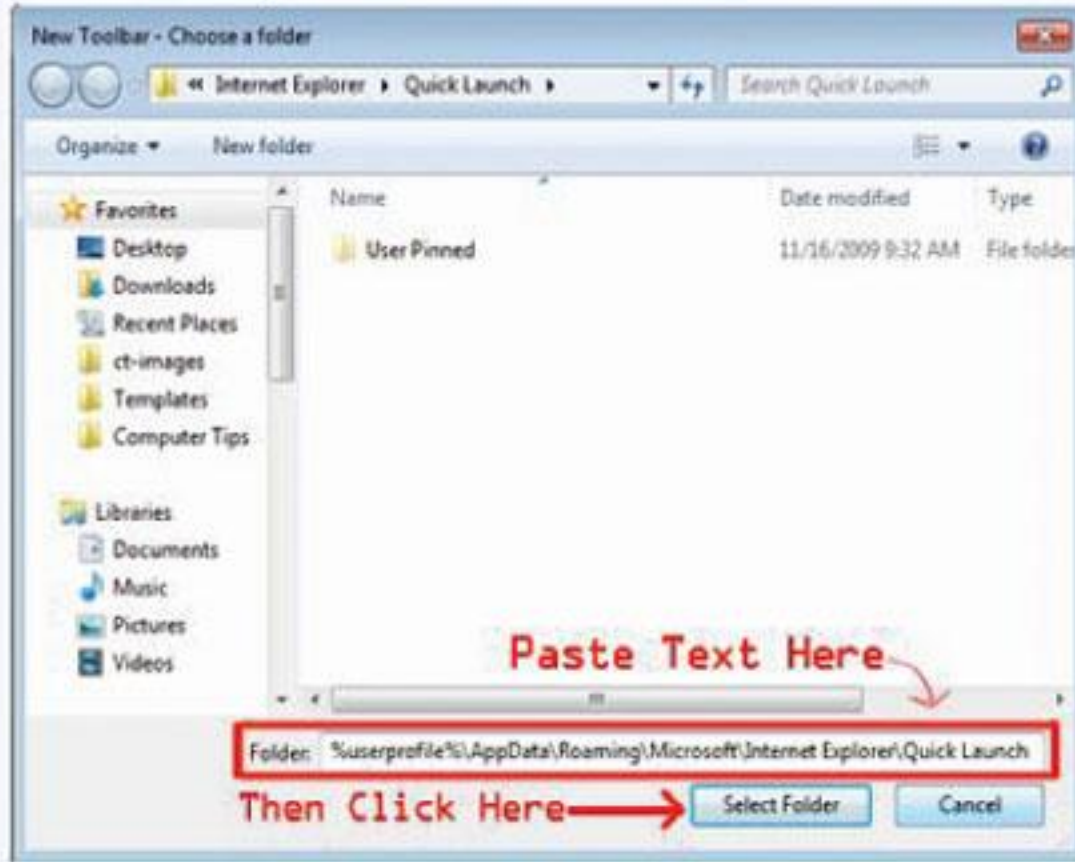 New Toolbar - Choose a folder
« Internet Explorer ▸ Quick Launch ▸ Search Quick Launch
Organize New folder
Name Date modified Type
Favorites
Desktop
Downloads
Recent Places
ct-images
Templates
Computer Tips
User Pinned 11/16/2009 9:32 AM File folder
Libraries
Documents
Music
Pictures
Videos
Paste Text Here
Folder: %userprofile%\AppData\Roaming\Microsoft\Internet Explorer\Quick Launch
Then Click Here Select Folder Cancel